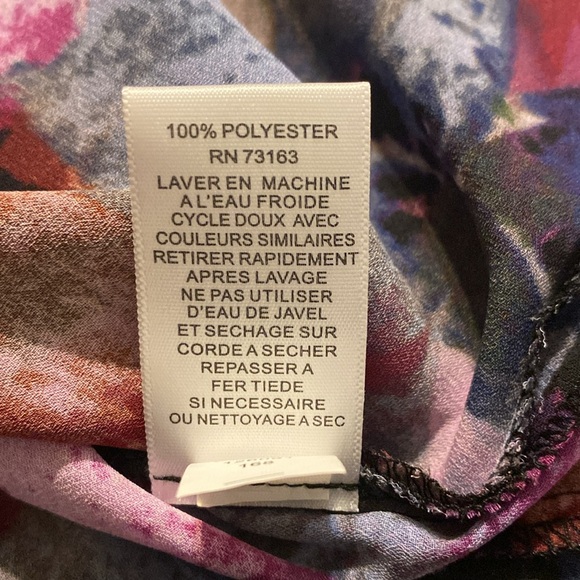 100% POLYESTER
RN 73163
LAVER EN MACHINE
A L'EAU FROIDE
CYCLE DOUX AVEC
COULEURS SIMILAIRES
RETIRER RAPIDEMENT
APRES LAVAGE
NE PAS UTILISER
D'EAU DE JAVEL
ET SECHAGE SUR
CORDE A SECHER
REPASSER A
FER TIEDE
SI NECESSAIRE
OU NETTOYAGE A SEC